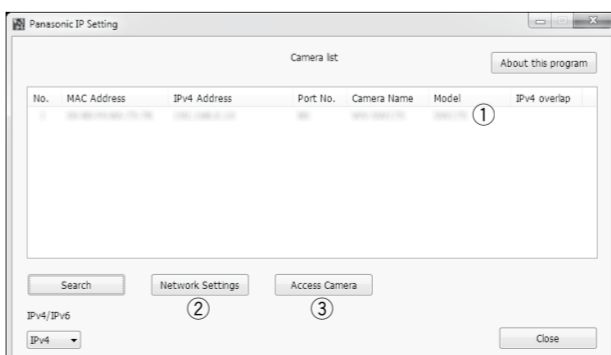 Panasonic IP Setting
Camera list
About this program
No. MAC Address IPv4 Address Port No. Camera Name Model IPv4 overlap
①
Search Network Settings Access Camera
② ③
IPv4/IPv6
IPv4 Close